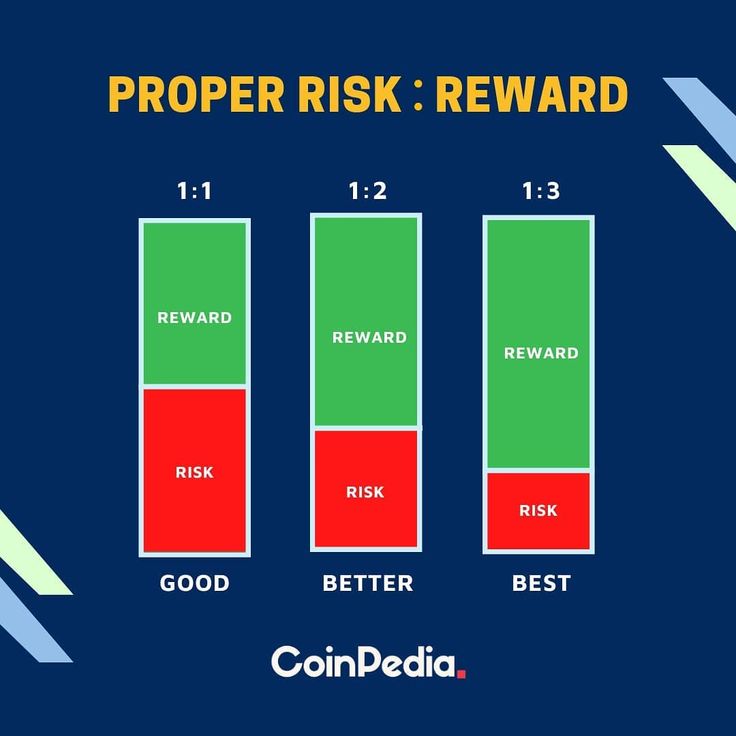 PROPER RISK : REWARD
1:1 1:2 1:3
REWARD REWARD REWARD
RISK RISK RISK
GOOD BETTER BEST
CoinPedia.